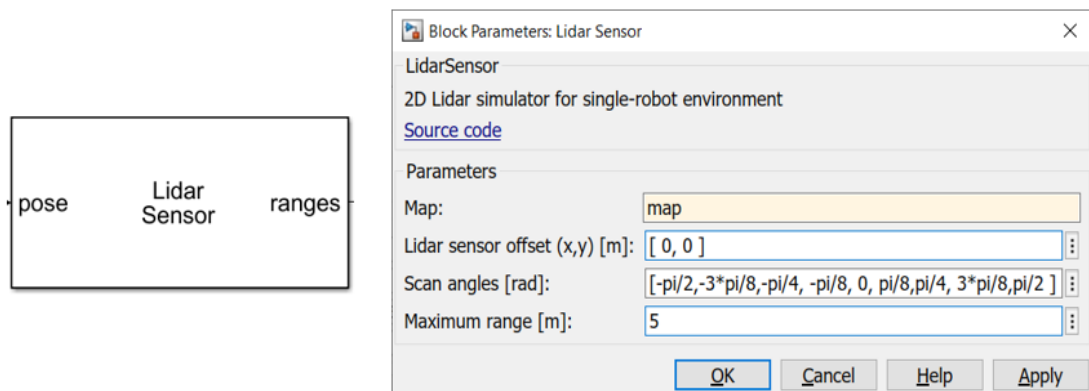 pose
Lidar
Sensor
ranges
Block Parameters: Lidar Sensor
LidarSensor
2D Lidar simulator for single-robot environment
Source code
Parameters
Map: map
Lidar sensor offset (x,y) [m]: [ 0, 0 ]
Scan angles [rad]: [-pi/2,-3*pi/8,-pi/4, -pi/8, 0, pi/8,pi/4, 3*pi/8,pi/2 ]
Maximum range [m]: 5
OK Cancel Help Apply